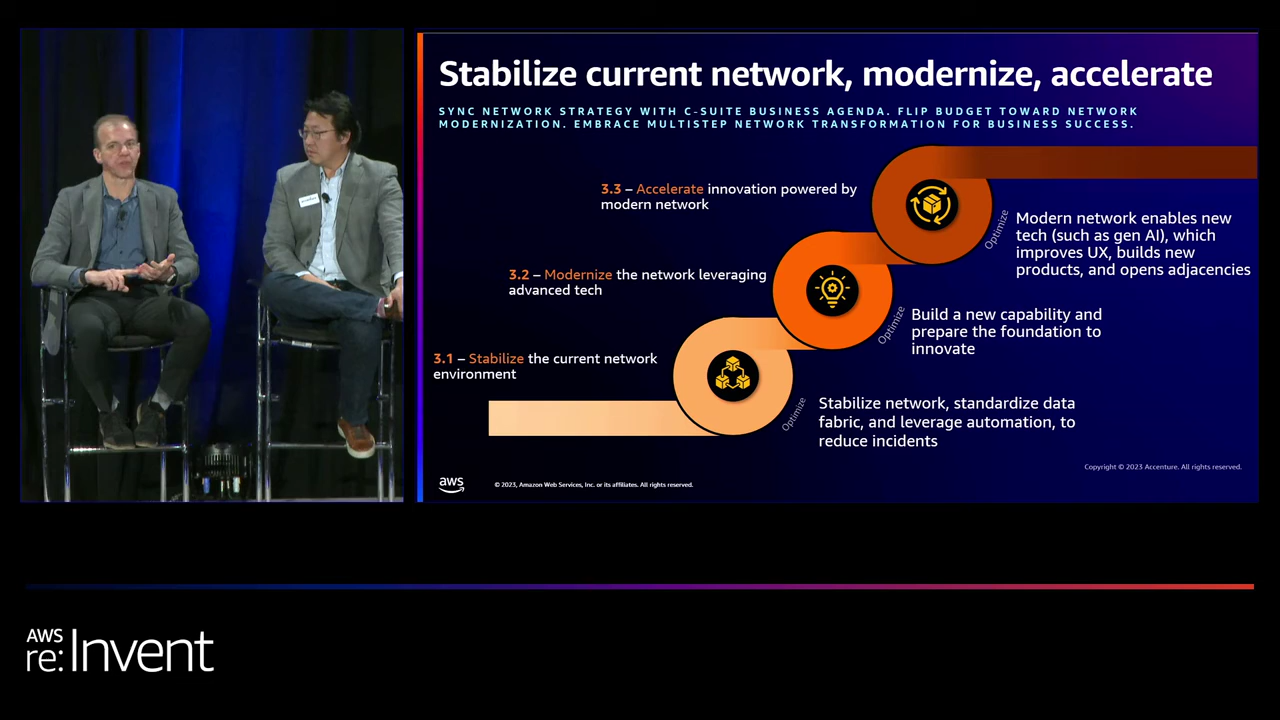 Stabilize current network, modernize, accelerate
SYNC NETWORK STRATEGY WITH C-SUITE BUSINESS AGENDA. FLIP BUDGET TOWARD NETWORK
MODERNIZATION. EMBRACE MULTISTEP NETWORK TRANSFORMATION FOR BUSINESS SUCCESS.
3.3 – Accelerate innovation powered by
modern network
Optimize
Modern network enables new
tech (such as gen AI), which
improves UX, builds new
products, and opens adjacencies
3.2 – Modernize the network leveraging
advanced tech
Optimize
Build a new capability and
prepare the foundation to
innovate
3.1 – Stabilize the current network
environment
Optimize
Stabilize network, standardize data
fabric, and leverage automation, to
reduce incidents
Copyright © 2023 Accenture. All rights reserved.
aws
© 2023, Amazon Web Services, Inc. or its affiliates. All rights reserved.
AWS
re:Invent